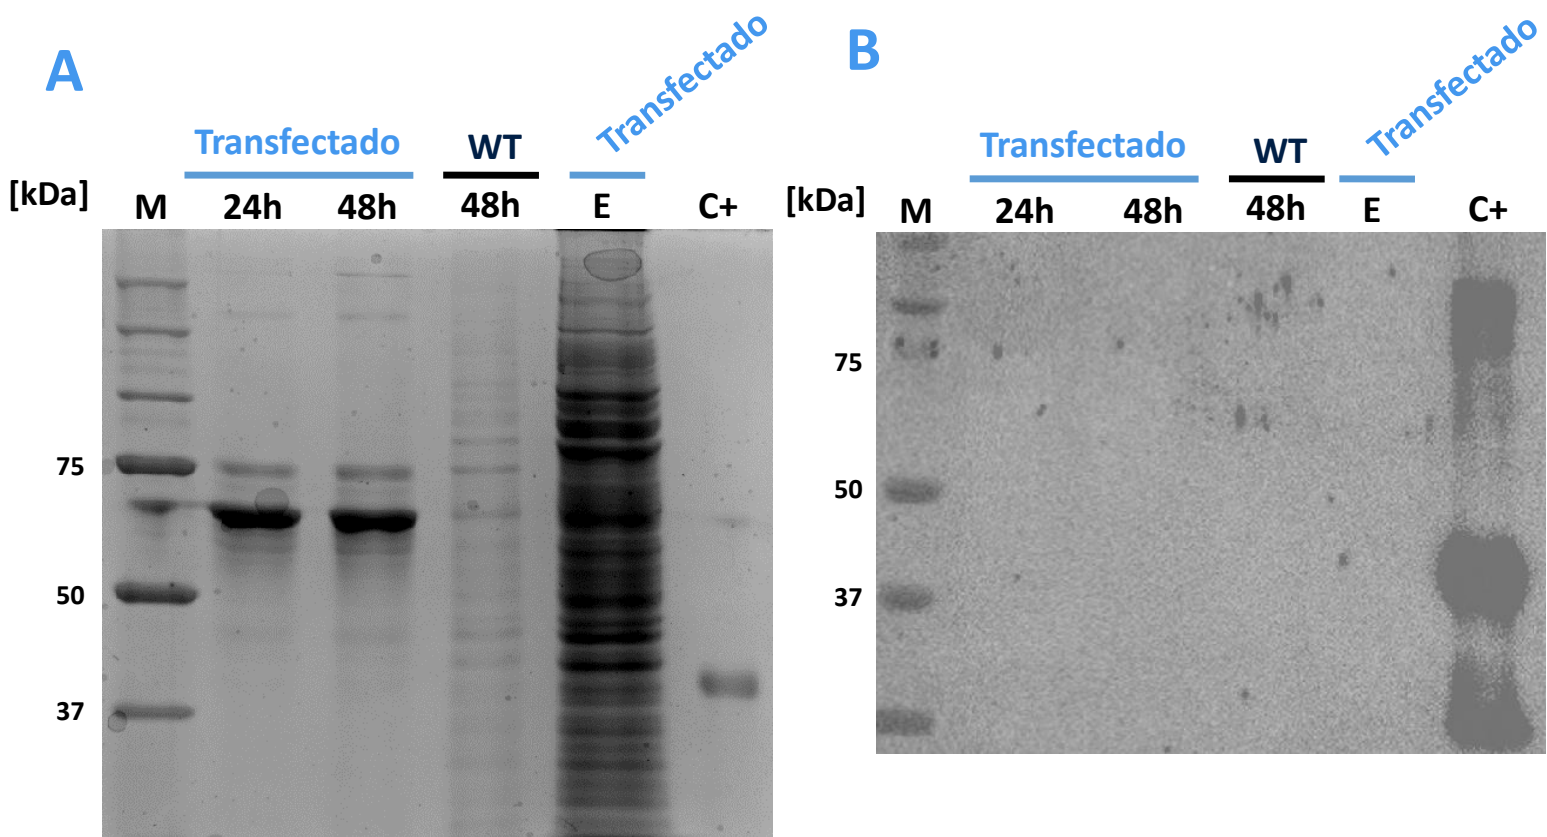 A
Transfectado
WT
Transfectado
[kDa]
M
24h
48h
48h
E
C+
75
50
37
B
Transfectado
WT
Transfectado
[kDa]
M
24h
48h
48h
E
C+
75
50
37